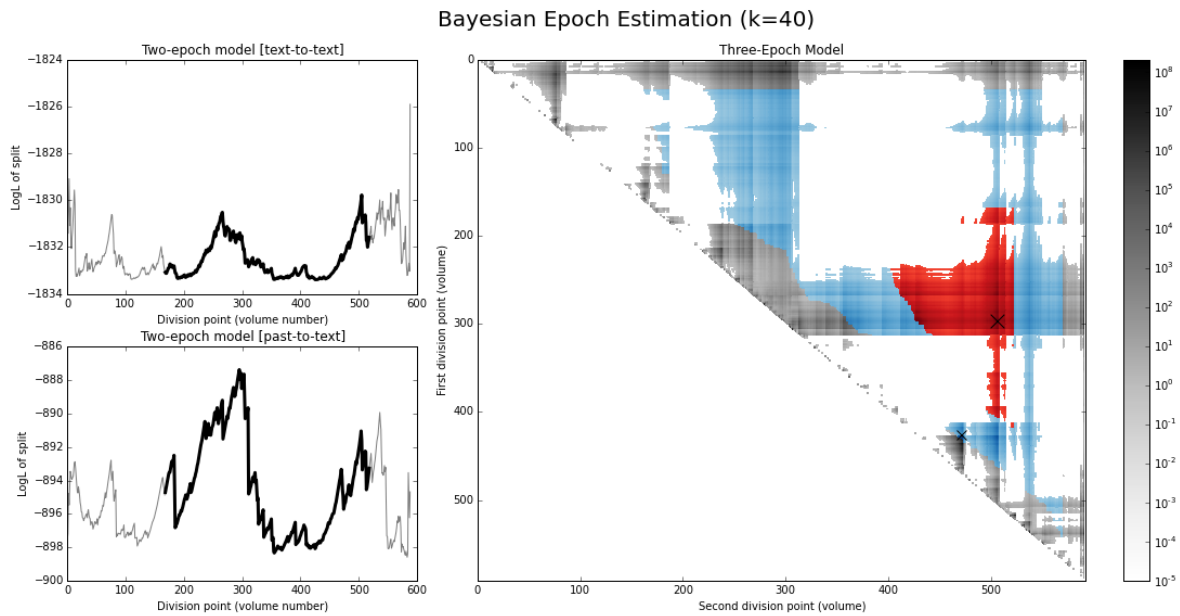 Bayesian Epoch Estimation (k=40)
Two-epoch model [text-to-text]
−1824
−1826
−1828
−1830
−1832
−1834
LogL of split
0 100 200 300 400 500 600
Division point (volume number)
Two-epoch model [past-to-text]
−886
−888
−890
−892
−894
−896
−898
−900
LogL of split
0 100 200 300 400 500 600
Division point (volume number)
Three-Epoch Model
0
100
200
300
400
500
First division point (volume)
0 100 200 300 400 500
Second division point (volume)
10^8
10^7
10^6
10^5
10^4
10^3
10^2
10^1
10^0
10^-1
10^-2
10^-3
10^-4
10^-5